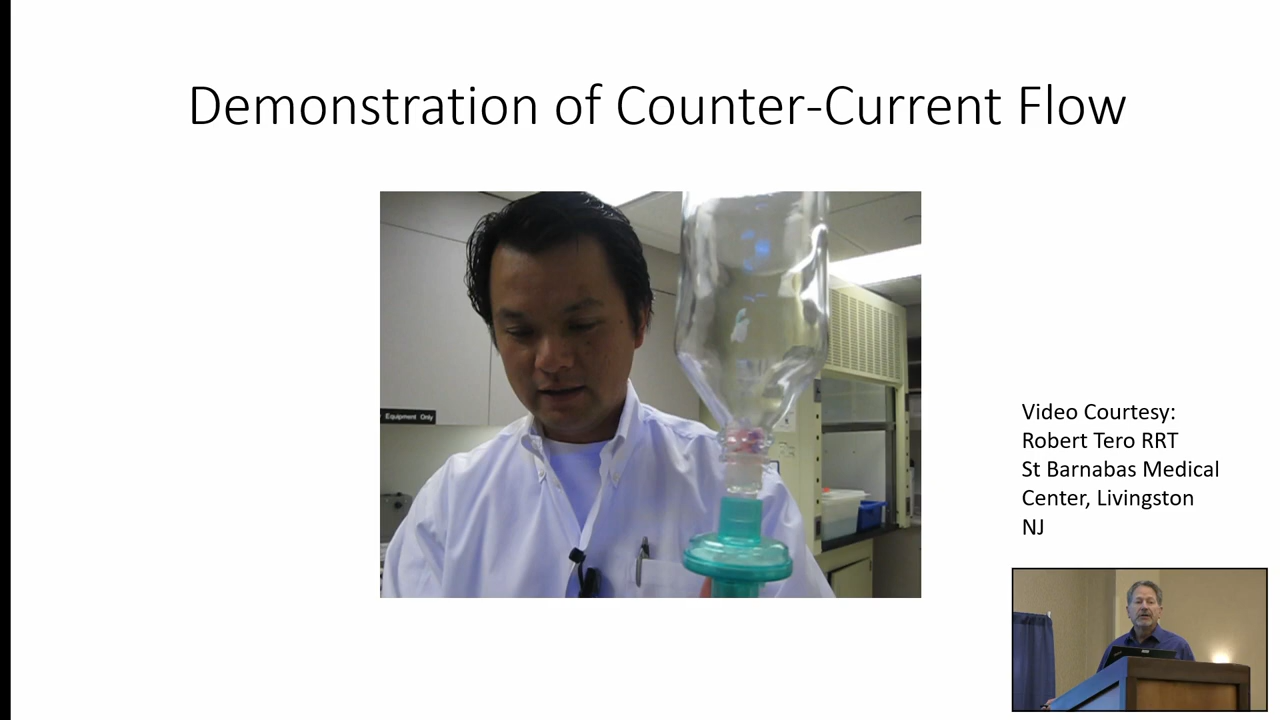 Demonstration of Counter-Current Flow
Equipment Only
Video Courtesy:
Robert Tero RRT
St Barnabas Medical
Center, Livingston
NJ